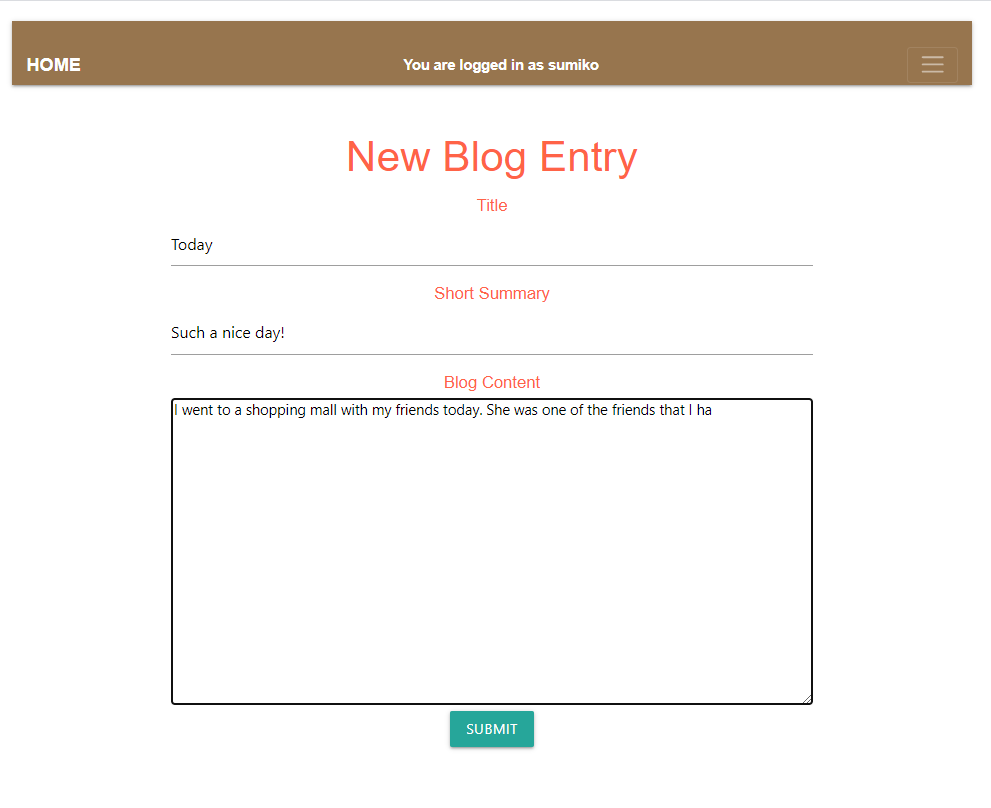 HOME
You are logged in as sumiko
New Blog Entry
Title
Today
Short Summary
Such a nice day!
Blog Content
I went to a shopping mall with my friends today. She was one of the friends that I ha
SUBMIT